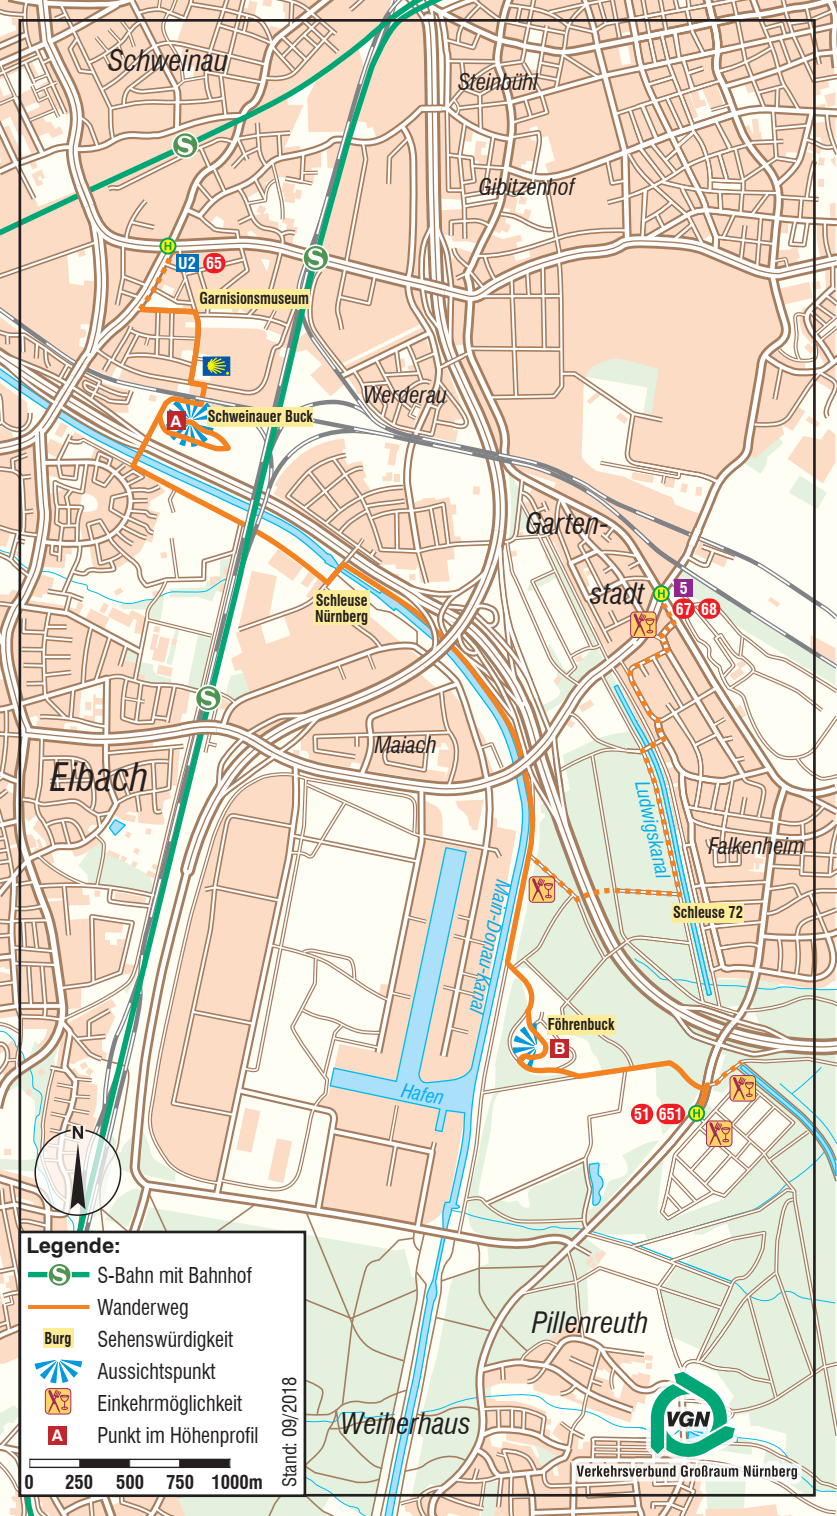 Schweinau
Steinbühl
S
Gibitzenhof
H
U2 65
S
Garnisionsmuseum
Werderau
A
Schweinauer Buck
Garten-
stadt
H
5
67 68
Schleuse
Nürnberg
S
Maiach
Eibach
Ludwigskanal
Falkenheim
Main-Donau-Kanal
Schleuse 72
Föhrenbuck
B
Hafen
51 651 H
N
Pillenreuth
Weiherhaus
Legende:
S S-Bahn mit Bahnhof
Wanderweg
Burg Sehenswürdigkeit
Aussichtspunkt
Einkehrmöglichkeit
A Punkt im Höhenprofil
0 250 500 750 1000m
Stand: 09/2018
VGN
Verkehrsverbund Großraum Nürnberg